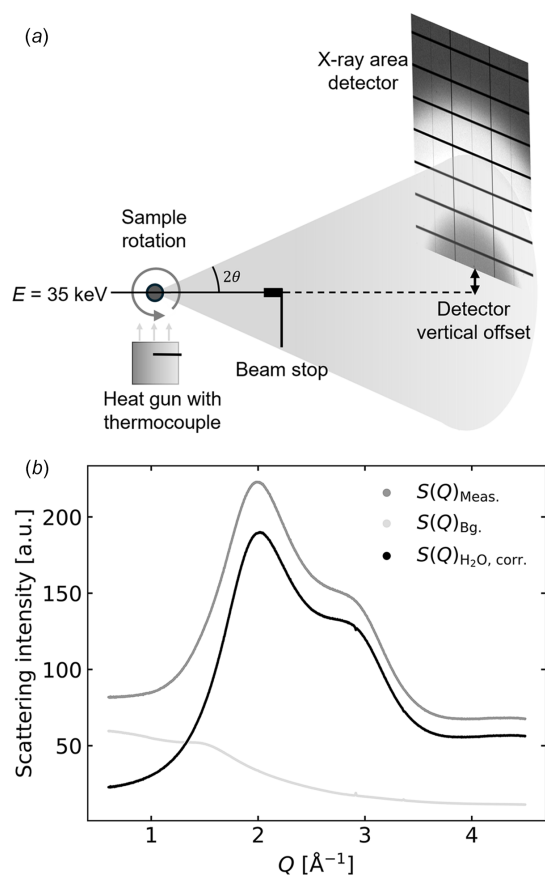 (a)
X-ray area
detector
Sample
rotation
2θ
E = 35 keV
Detector
vertical offset
Beam stop
Heat gun with
thermocouple
(b)
S(Q)Meas.
S(Q)Bg.
S(Q)H₂O, corr.
Scattering intensity [a.u.]
200
150
100
50
1 2 3 4
Q [Å⁻¹]